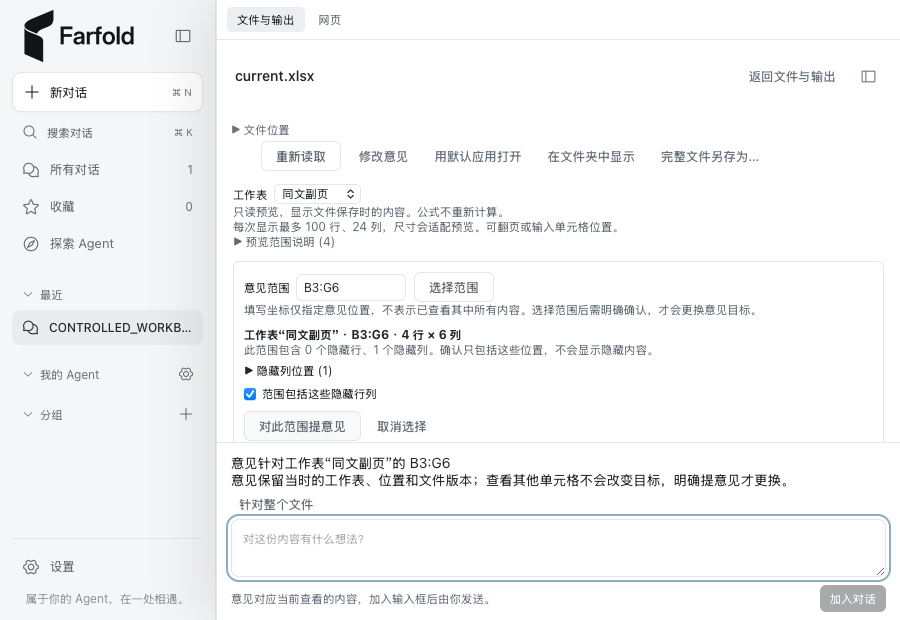 Farfold
新对话 ⌘ N
搜索对话 ⌘ K
所有对话 1
收藏 0
探索 Agent
最近
CONTROLLED_WORKB...
我的 Agent
分组
设置
属于你的 Agent，在一处相遇。
文件与输出 网页
current.xlsx 返回文件与输出
文件位置
重新读取 修改意见 用默认应用打开 在文件夹中显示 完整文件另存为...
工作表 同文副页
只读预览，显示文件保存时的内容。公式不重新计算。
每次显示最多 100 行、24 列，尺寸会适配预览。可翻页或输入单元格位置。
预览范围说明 (4)
意见范围 B3:G6 选择范围
填写坐标仅指定意见位置，不表示已查看其中所有内容。选择范围后需明确确认，才会更换意见目标。
工作表“同文副页” · B3:G6 · 4 行 × 6 列
此范围包含 0 个隐藏行、1 个隐藏列。确认只包括这些位置，不会显示隐藏内容。
隐藏列位置 (1)
范围包括这些隐藏行列
对此范围提意见 取消选择
意见针对工作表“同文副页”的 B3:G6
意见保留当时的工作表、位置和文件版本；查看其他单元格不会改变目标，明确提意见才更换。
针对整个文件
对这份内容有什么想法？
意见对应当前查看的内容，加入输入框后由你发送。 加入对话